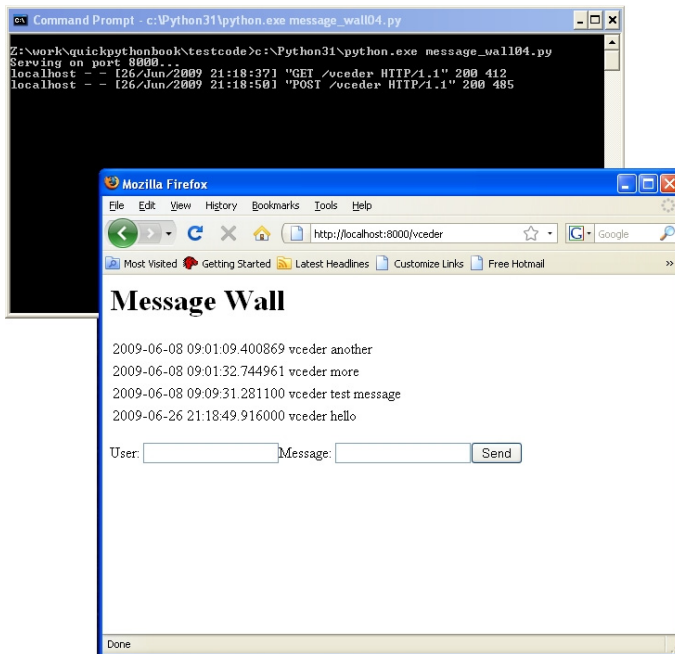 Command Prompt - c:\Python31\python.exe message_wall04.py
Z:\work\quickpythonbook\testcode>c:\Python31\python.exe message_wall04.py
Serving on port 8000...
localhost - - [26/Jun/2009 21:18:37] "GET /vceder HTTP/1.1" 200 412
localhost - - [26/Jun/2009 21:18:50] "POST /vceder HTTP/1.1" 200 485
Mozilla Firefox
File Edit View History Bookmarks Tools Help
http://localhost:8000/vceder G Google
Most Visited Getting Started Latest Headlines Customize Links Free Hotmail »
Message Wall
2009-06-08 09:01:09.400869 vceder another
2009-06-08 09:01:32.744961 vceder more
2009-06-08 09:09:31.281100 vceder test message
2009-06-26 21:18:49.916000 vceder hello
User: Message: Send
Done